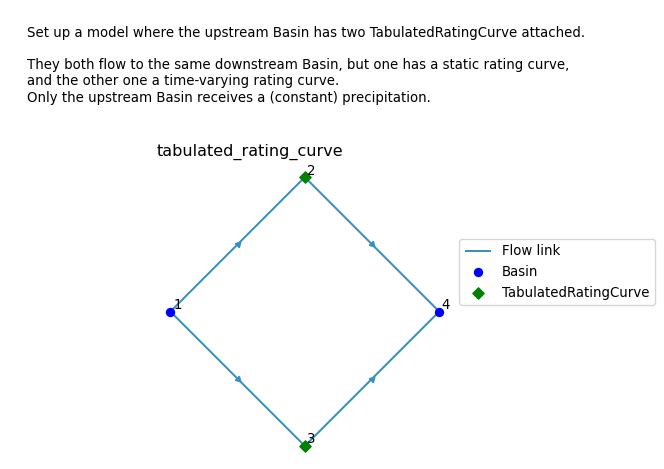 Set up a model where the upstream Basin has two TabulatedRatingCurve attached.
They both flow to the same downstream Basin, but one has a static rating curve,
and the other one a time-varying rating curve.
Only the upstream Basin receives a (constant) precipitation.
tabulated_rating_curve
2
1
4
3
Flow link
Basin
TabulatedRatingCurve